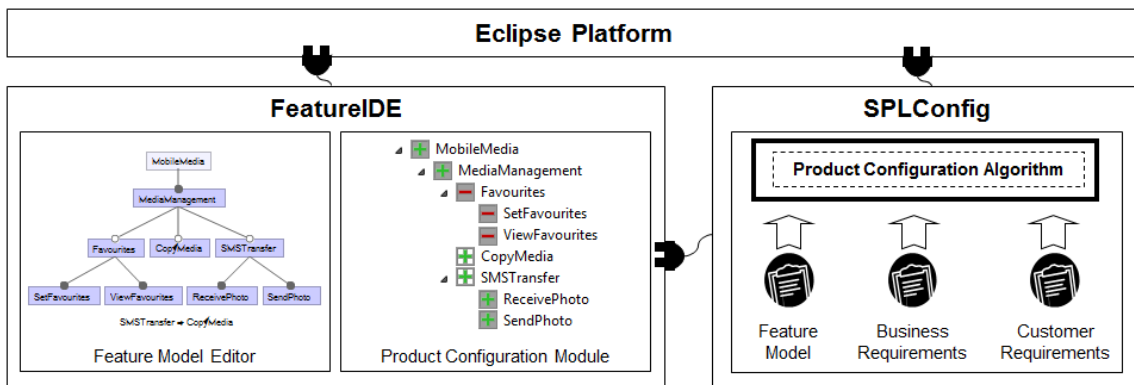 Eclipse Platform
FeatureIDE
MobileMedia
MediaManagement
Favourites
CopyMedia
SMSTransfer
SetFavourites
ViewFavourites
ReceivePhoto
SendPhoto
SMSTransfer ⇒ CopyMedia
Feature Model Editor
MobileMedia
MediaManagement
Favourites
SetFavourites
ViewFavourites
CopyMedia
SMSTransfer
ReceivePhoto
SendPhoto
Product Configuration Module
SPLConfig
Product Configuration Algorithm
Feature
Model
Business
Requirements
Customer
Requirements